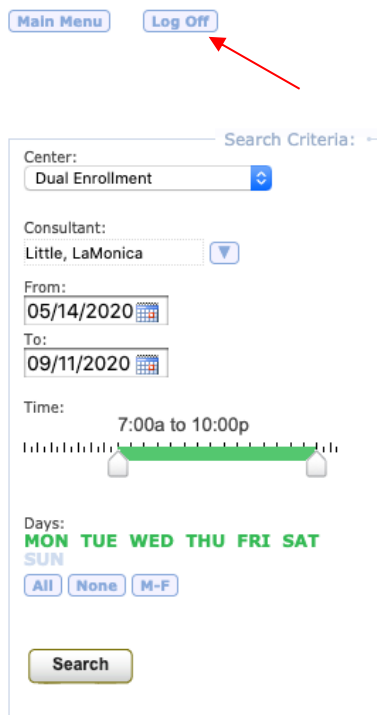 Main Menu Log Off
Search Criteria:
Center:
Dual Enrollment
Consultant:
Little, LaMonica
From:
05/14/2020
To:
09/11/2020
Time:
7:00a to 10:00p
Days:
MON TUE WED THU FRI SAT
SUN
All None M-F
Search